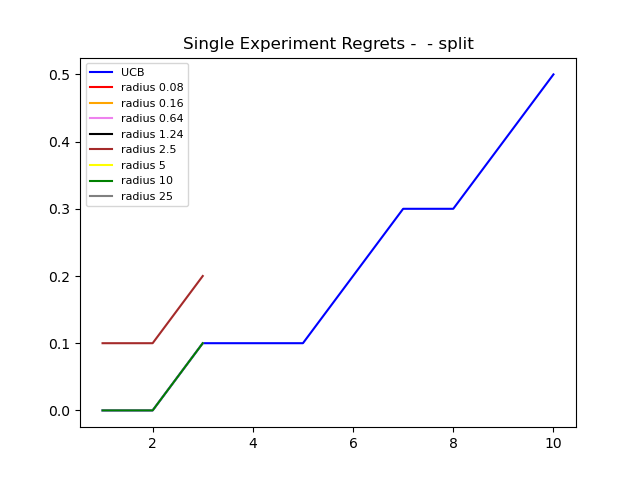 Single Experiment Regrets -  - split
UCB
radius 0.08
radius 0.16
radius 0.64
radius 1.24
radius 2.5
radius 5
radius 10
radius 25
0.5
0.4
0.3
0.2
0.1
0.0
2 4 6 8 10